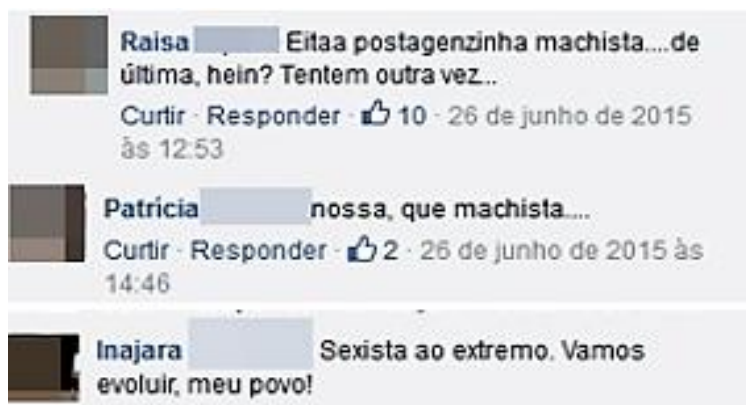 Raisa Eitaa postagenzinha machista....de
última, hein? Tentem outra vez...
Curtir · Responder · 10 · 26 de junho de 2015
às 12:53
Patrícia nossa, que machista....
Curtir · Responder · 2 · 26 de junho de 2015 às
14:46
Inajara Sexista ao extremo. Vamos
evoluir, meu povo!